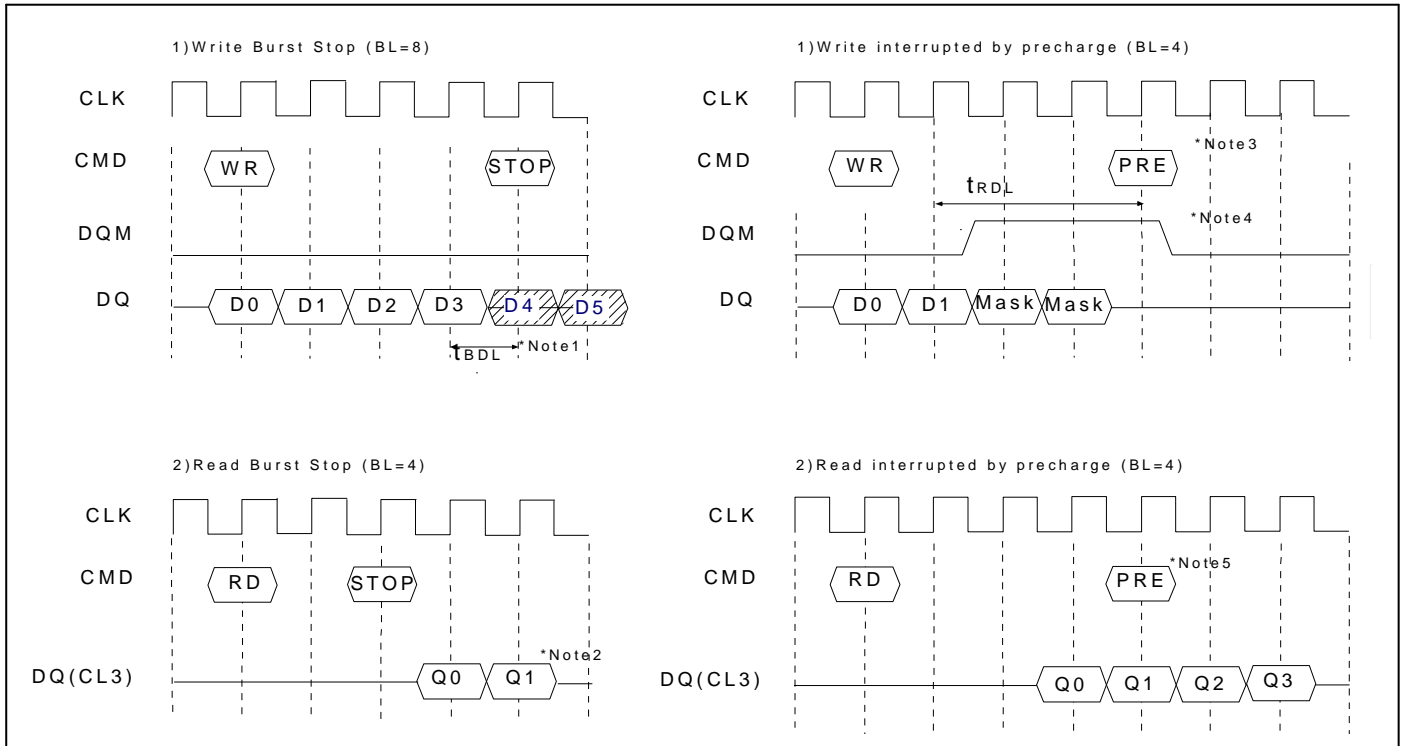 1)Write Burst Stop (BL=8)
CLK
CMD
WR
STOP
DQM
DQ
D0
D1
D2
D3
D4
D5
tBDL
*Note1
1)Write interrupted by precharge (BL=4)
CLK
CMD
WR
PRE
*Note3
tRDL
DQM
*Note4
DQ
D0
D1
Mask
Mask
2)Read Burst Stop (BL=4)
CLK
CMD
RD
STOP
DQ(CL3)
Q0
Q1
*Note2
2)Read interrupted by precharge (BL=4)
CLK
CMD
RD
PRE
*Note5
DQ(CL3)
Q0
Q1
Q2
Q3